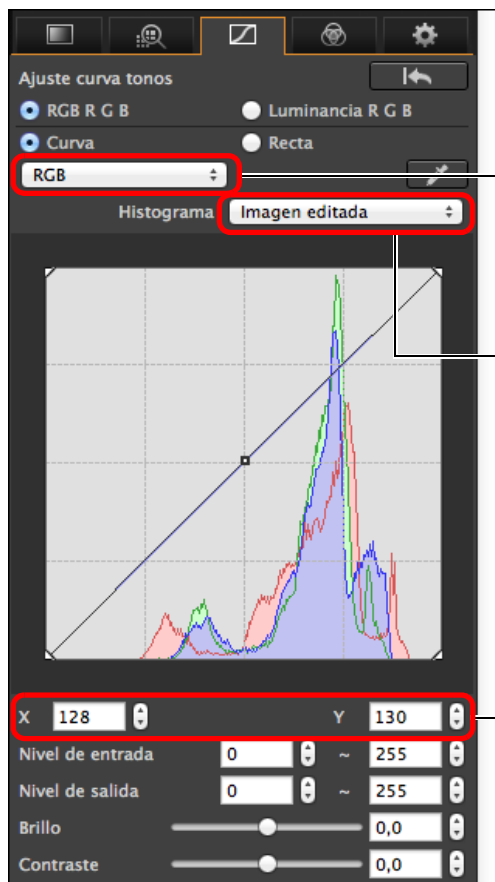 Ajuste curva tonos
RGB R G B Luminancia R G B
Curva Recta
RGB
Histograma Imagen editada
X 128 Y 130
Nivel de entrada 0 ~ 255
Nivel de salida 0 ~ 255
Brillo 0,0
Contraste 0,0